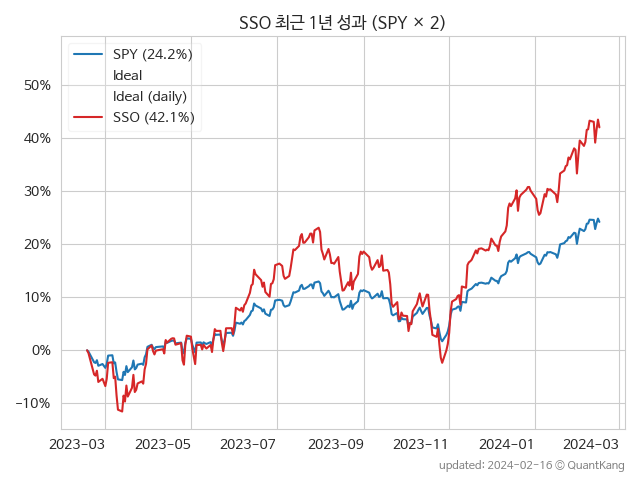 SSO 최근 1년 성과 (SPY × 2)
SPY (24.2%)
Ideal
Ideal (daily)
SSO (42.1%)
50%
40%
30%
20%
10%
0%
−10%
2023-03 2023-05 2023-07 2023-09 2023-11 2024-01 2024-03
updated: 2024-02-16 © QuantKang